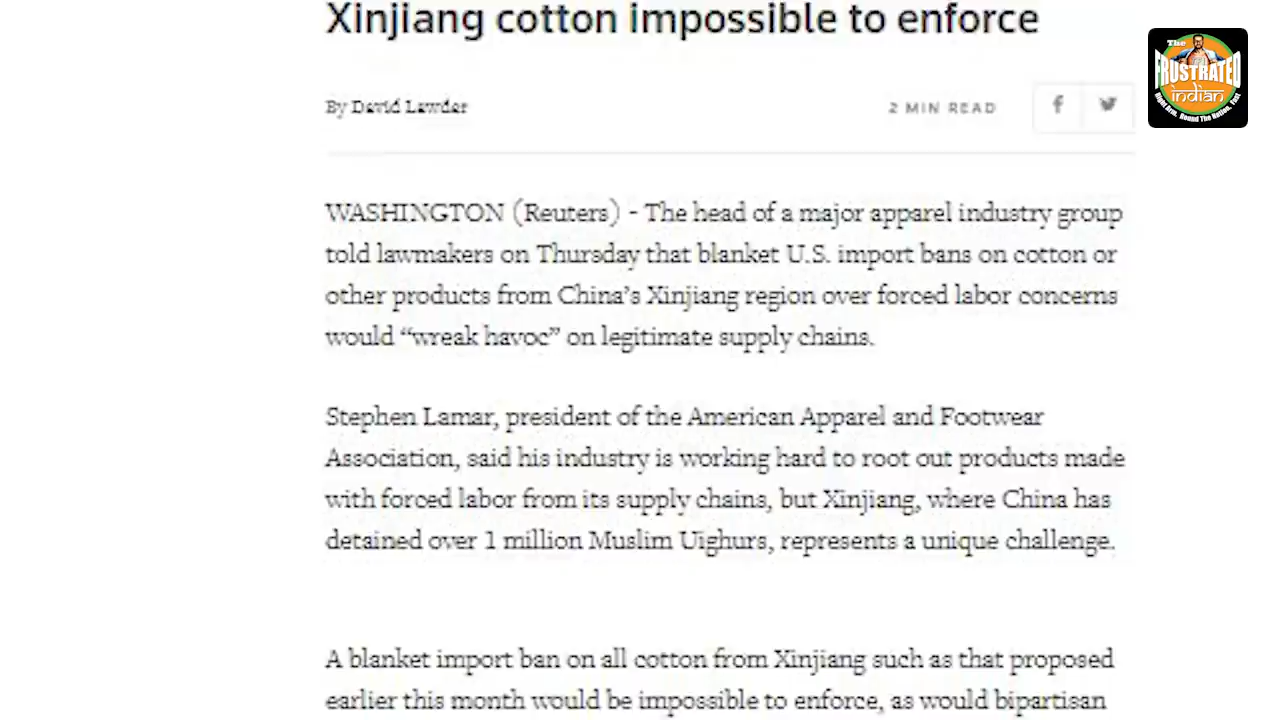 Xinjiang cotton impossible to enforce
The
FRUSTRATED
indian
Right Arm. Round The Nation. Fast
By David Lawder
2 MIN READ
WASHINGTON (Reuters) - The head of a major apparel industry group
told lawmakers on Thursday that blanket U.S. import bans on cotton or
other products from China’s Xinjiang region over forced labor concerns
would “wreak havoc” on legitimate supply chains.
Stephen Lamar, president of the American Apparel and Footwear
Association, said his industry is working hard to root out products made
with forced labor from its supply chains, but Xinjiang, where China has
detained over 1 million Muslim Uighurs, represents a unique challenge.
A blanket import ban on all cotton from Xinjiang such as that proposed
earlier this month would be impossible to enforce, as would bipartisan